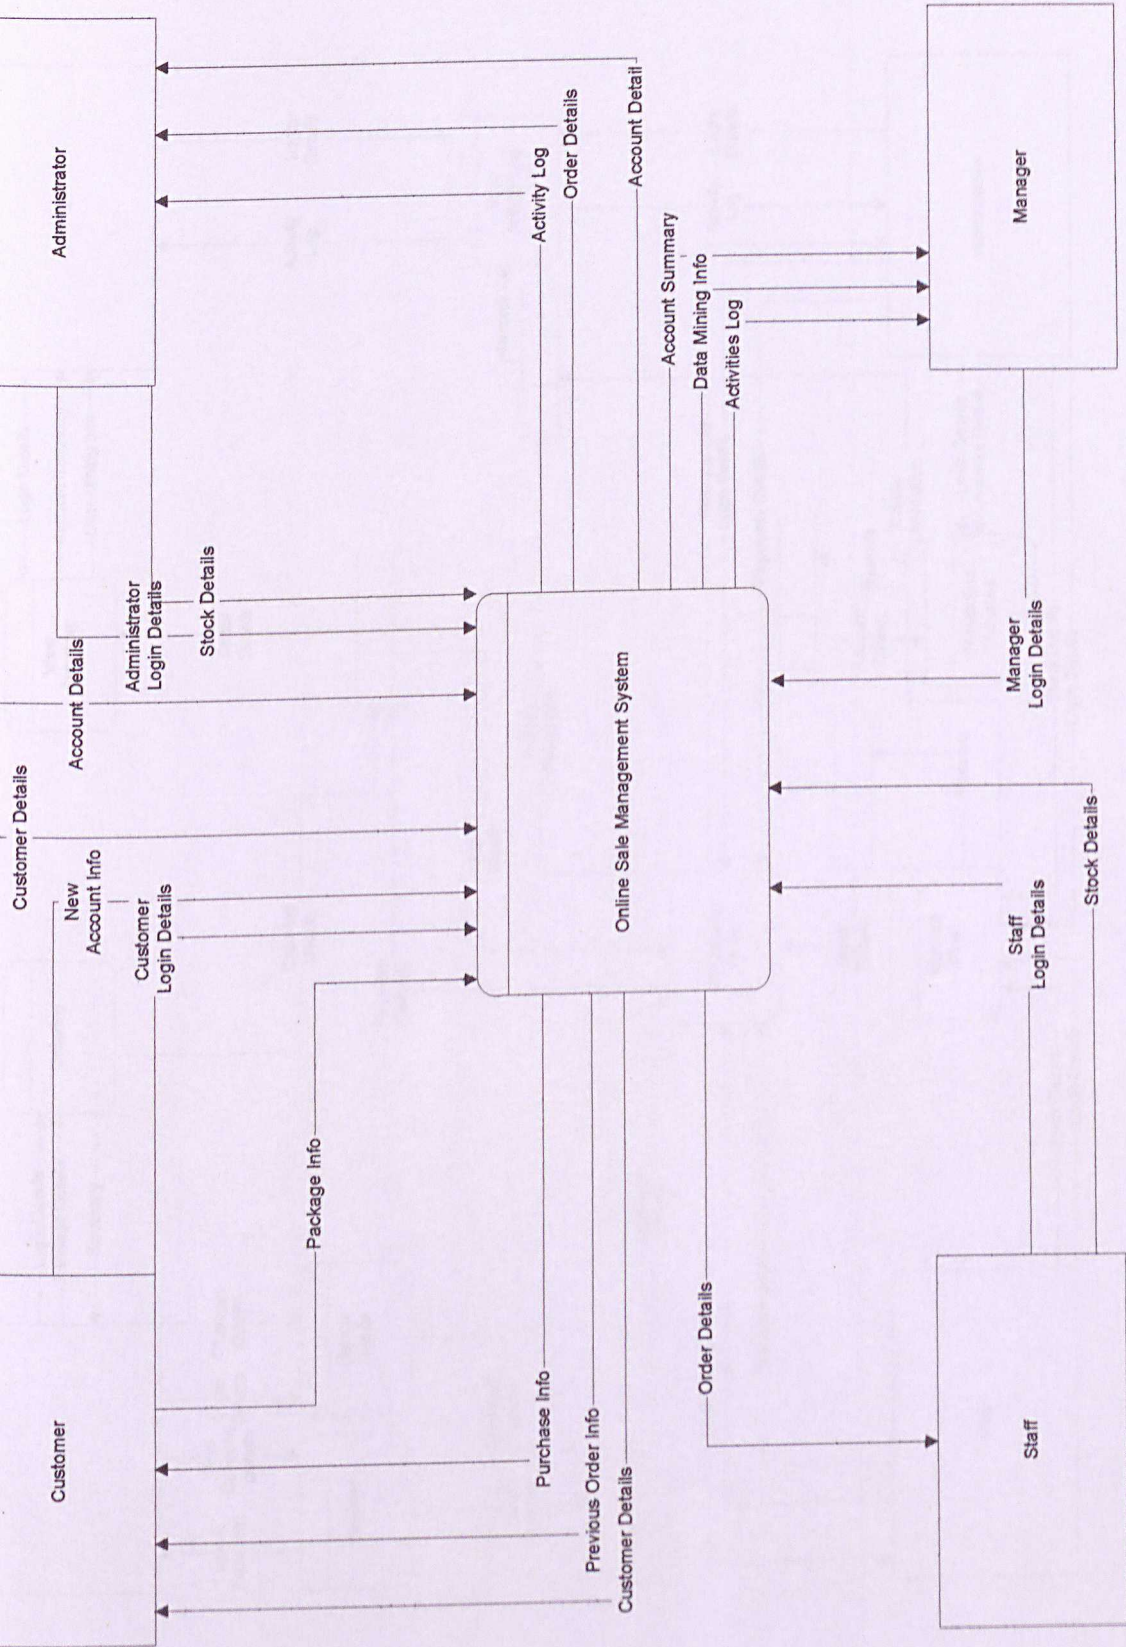 Customer
Customer Details
New
Account Info
Customer
Login Details
Account Details
Administrator
Login Details
Stock Details
Administrator
Package Info
Activity Log
Order Details
Account Detail
Account Summary
Data Mining Info
Activities Log
Online Sale Management System
Purchase Info
Previous Order Info
Customer Details
Order Details
Staff
Staff
Login Details
Stock Details
Manager
Login Details
Manager